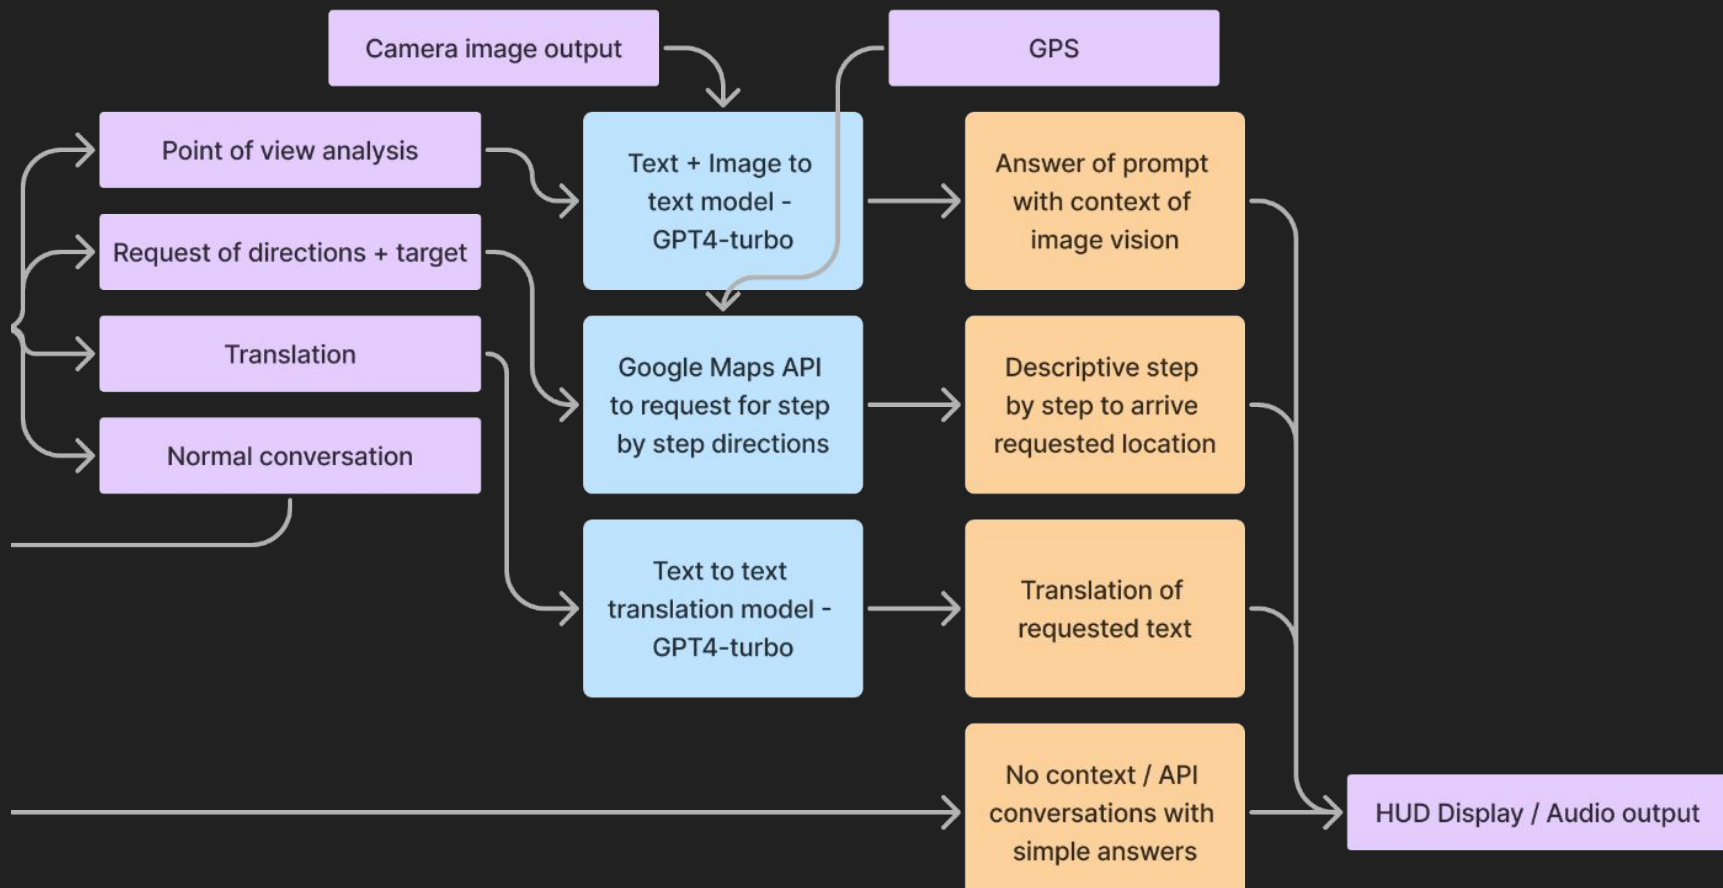 Camera image output
GPS
Point of view analysis
Request of directions + target
Translation
Normal conversation
Text + Image to
text model -
GPT4-turbo
Answer of prompt
with context of
image vision
Google Maps API
to request for step
by step directions
Descriptive step
by step to arrive
requested location
Text to text
translation model -
GPT4-turbo
Translation of
requested text
No context / API
conversations with
simple answers
HUD Display / Audio output